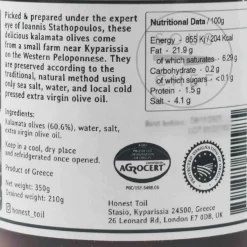 Picked & prepared under the expert
eye of Ioannis Stathopoulos, these
delicious kalamata olives come
from a small farm near Kyparissia
on the Western Peloponnese. They
are preserved according to the
traditional, natural method using
only sea salt, water, and local cold
pressed extra virgin olive oil.
Ingredients:
Kalamata olives (60.6%), water, salt,
extra virgin olive oil.
Keep in a cool, dry place
and refridgerated once opened.
Product of Greece
Net weight: 350g
Drained weight: 210g
honest_toil
Nutritional Data / 100g
Energy - 855 Kj / 204 Kcal
Fat - 21.9 g
of which saturates -
Carbohydrate - 0.2 g
of which sugars - <0.1g
Protein - 1.5 g
Salt - 4.1 g
AGROCERT
Honest Toil
Stasio, Kyparissia 24500, Greece
26 Leonard Rd, London E7 0DB, UK